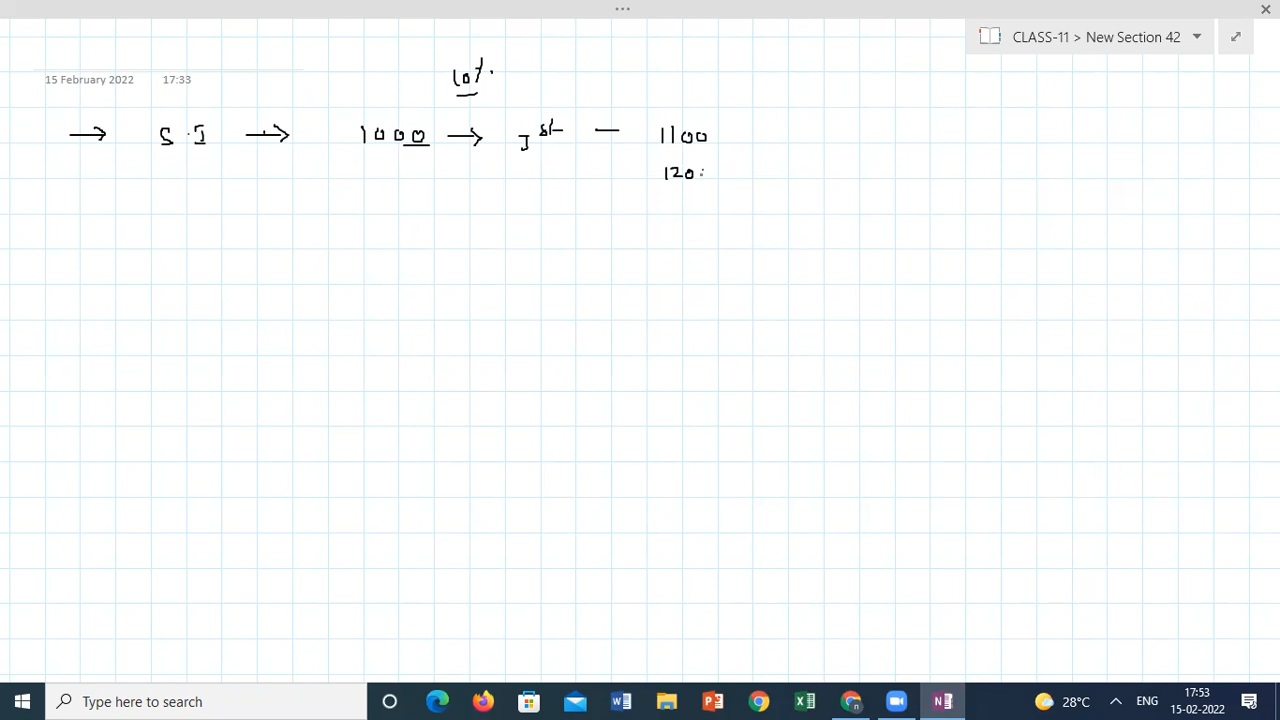 CLASS-11 > New Section 42
15 February 2022 17:33
10%
→ S.I → 1000 → I st — 1100
120
Type here to search
28°C
ENG
17:53
15-02-2022